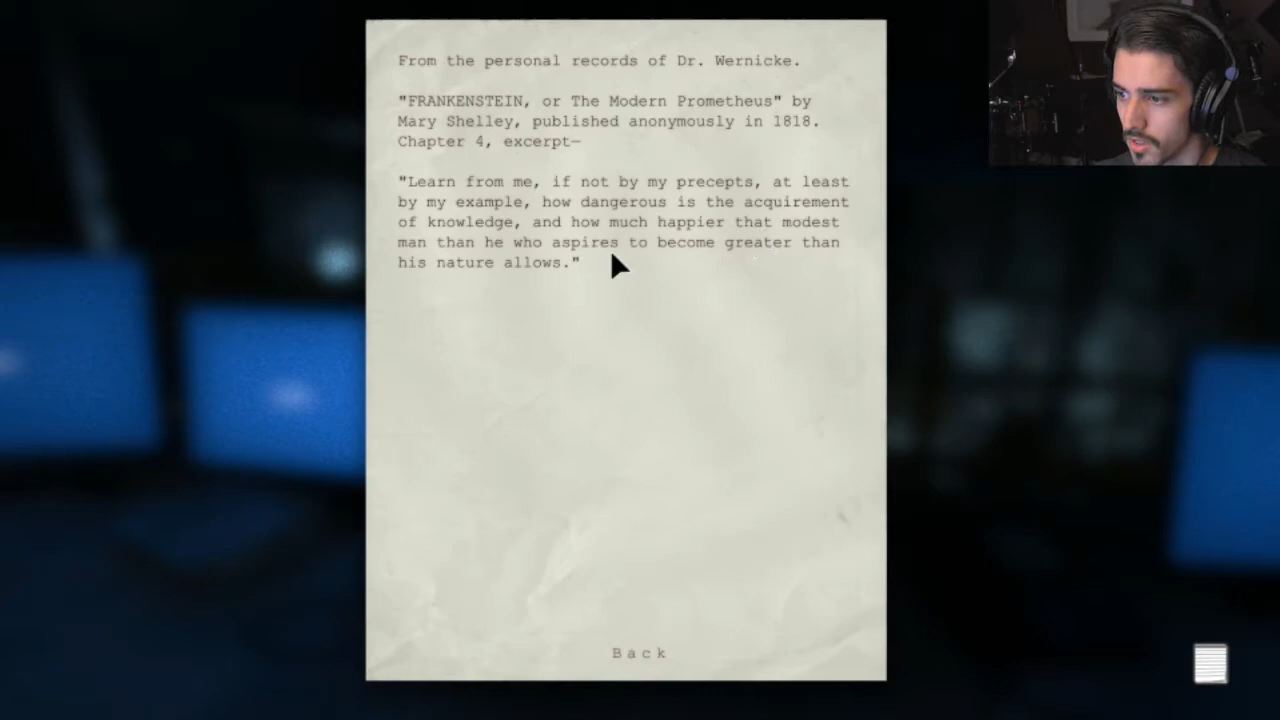 From the personal records of Dr. Wernicke.
"FRANKENSTEIN, or The Modern Prometheus" by
Mary Shelley, published anonymously in 1818.
Chapter 4, excerpt—
"Learn from me, if not by my precepts, at least
by my example, how dangerous is the acquirement
of knowledge, and how much happier that modest
man than he who aspires to become greater than
his nature allows."
Back